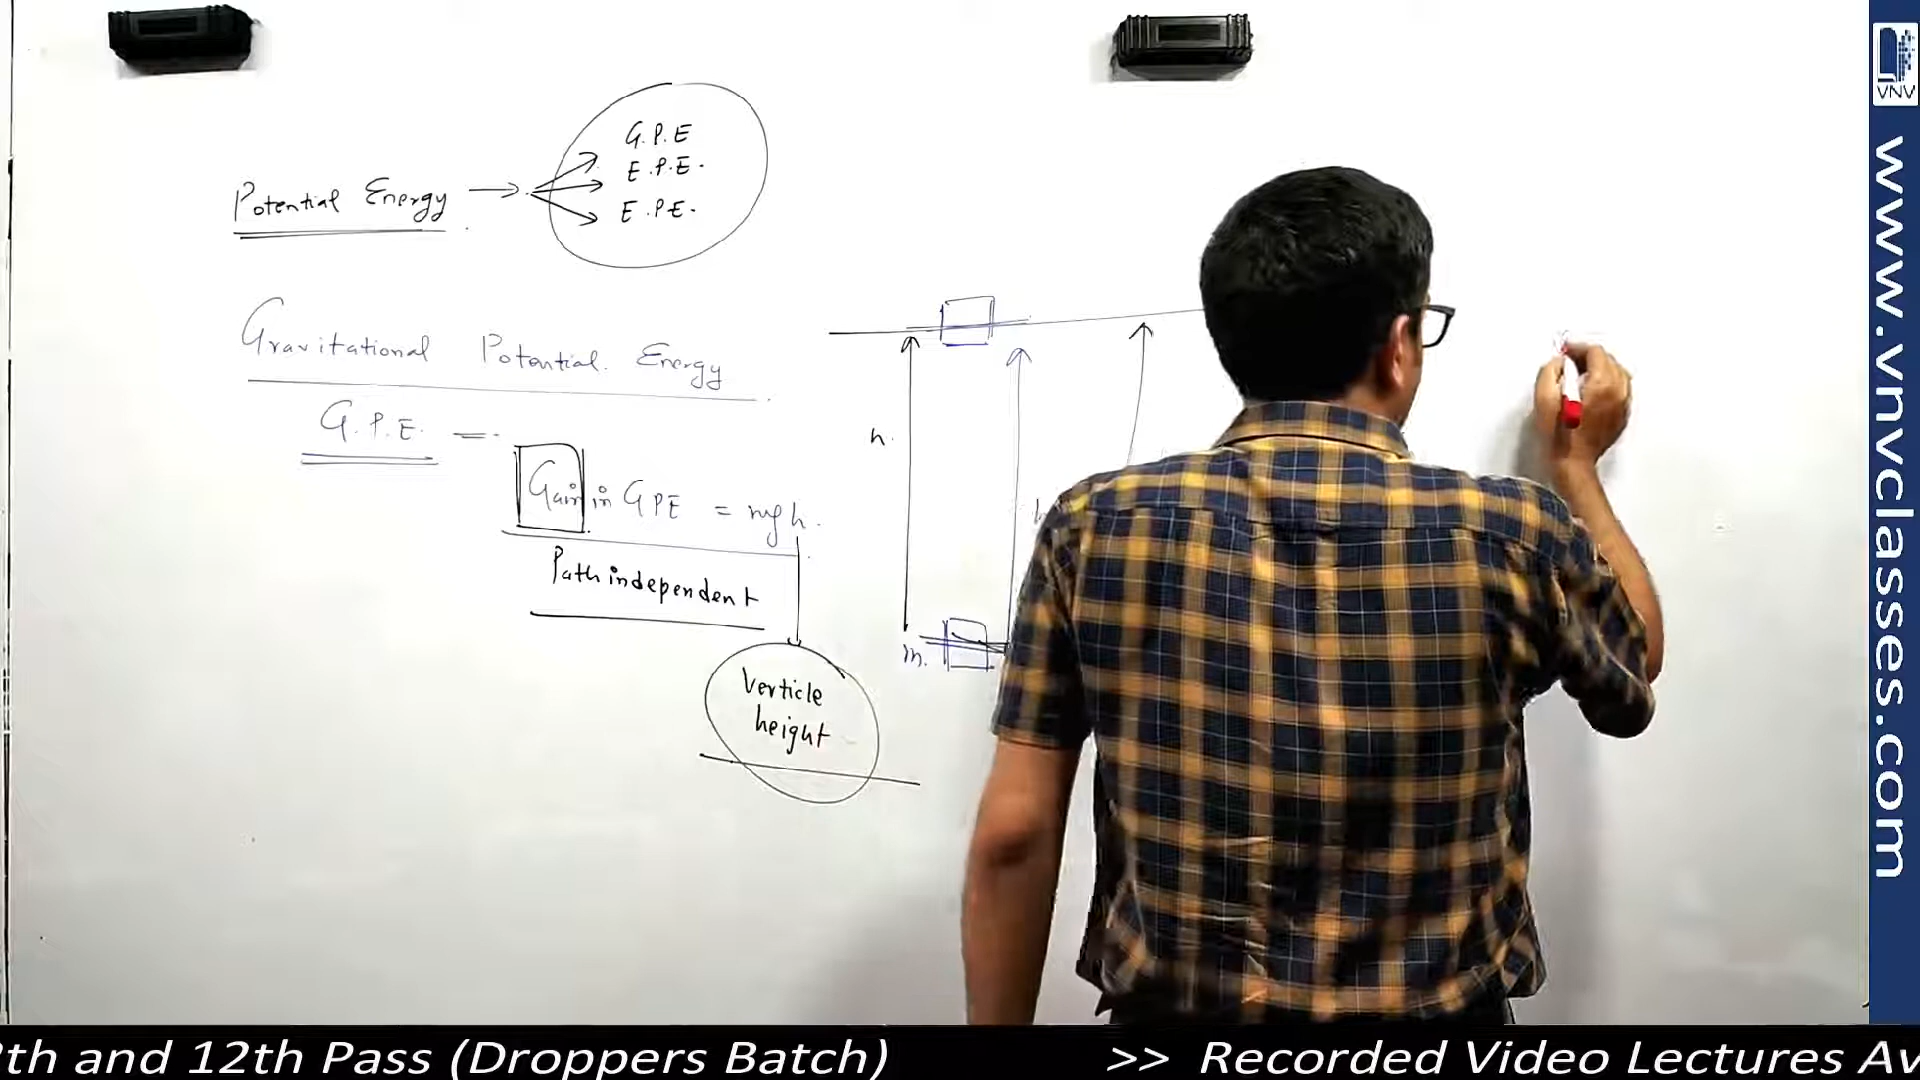 G.P.E
E.P.E.
E.P.E.
Potential Energy
Gravitational Potential Energy
G.P.E. =
Gain in GPE = mgh.
Path independent
Verticle
height
h.
h
m.
VNV
www.vnvclasses.com
8th and 12th Pass (Droppers Batch) >> Recorded Video Lectures Av